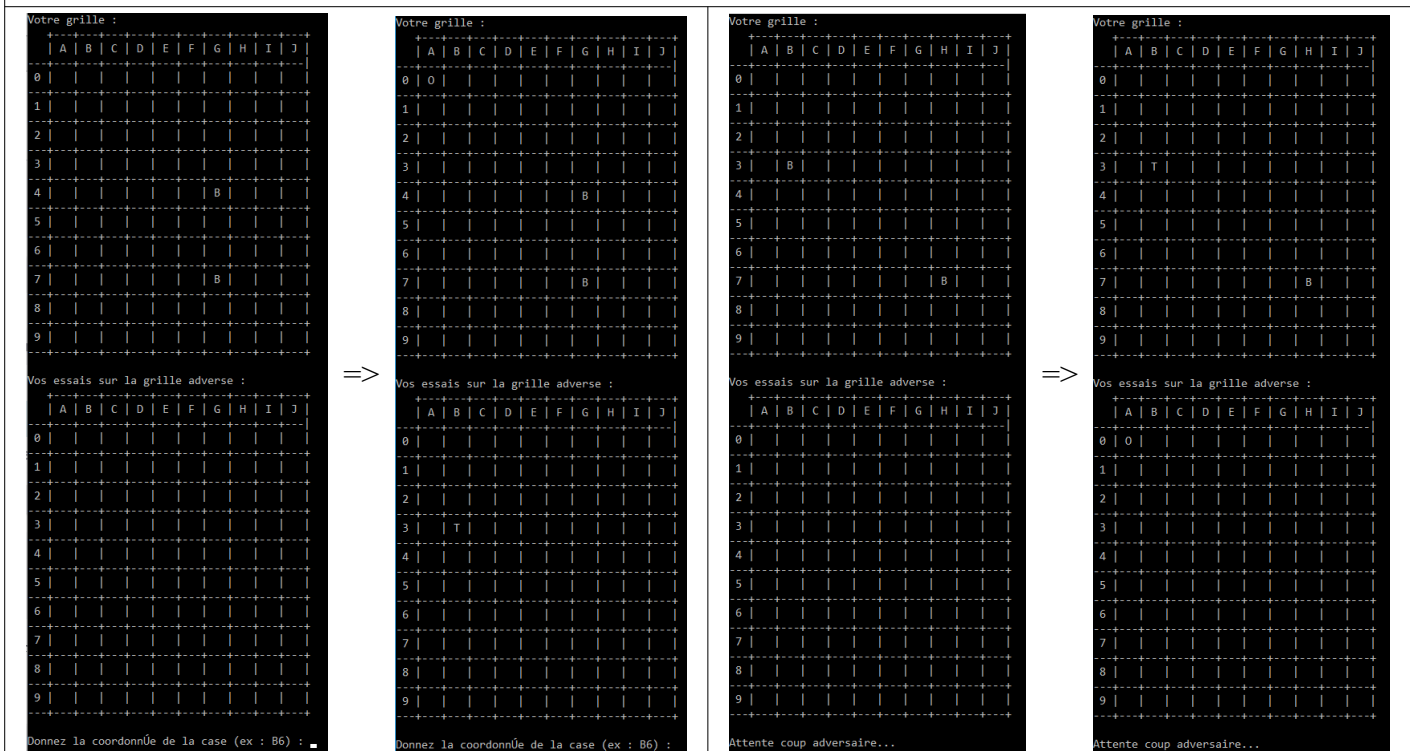 Votre grille :
A B C D E F G H I J
0
1
2
3
4 B
5
6
7 B
8
9
Vos essais sur la grille adverse :
A B C D E F G H I J
0
1
2
3
4
5
6
7
8
9
Donnez la coordonnÚe de la case (ex : B6) :
=>
Votre grille :
A B C D E F G H I J
0 O
1
2
3
4 B
5
6
7 B
8
9
Vos essais sur la grille adverse :
A B C D E F G H I J
0
1
2
3 T
4
5
6
7
8
9
Donnez la coordonnÚe de la case (ex : B6) :
Votre grille :
A B C D E F G H I J
0
1
2
3 B
4
5
6
7 B
8
9
Vos essais sur la grille adverse :
A B C D E F G H I J
0
1
2
3
4
5
6
7
8
9
Attente coup adversaire...
=>
Votre grille :
A B C D E F G H I J
0
1
2
3 T
4
5
6
7 B
8
9
Vos essais sur la grille adverse :
A B C D E F G H I J
0 O
1
2
3
4
5
6
7
8
9
Attente coup adversaire...